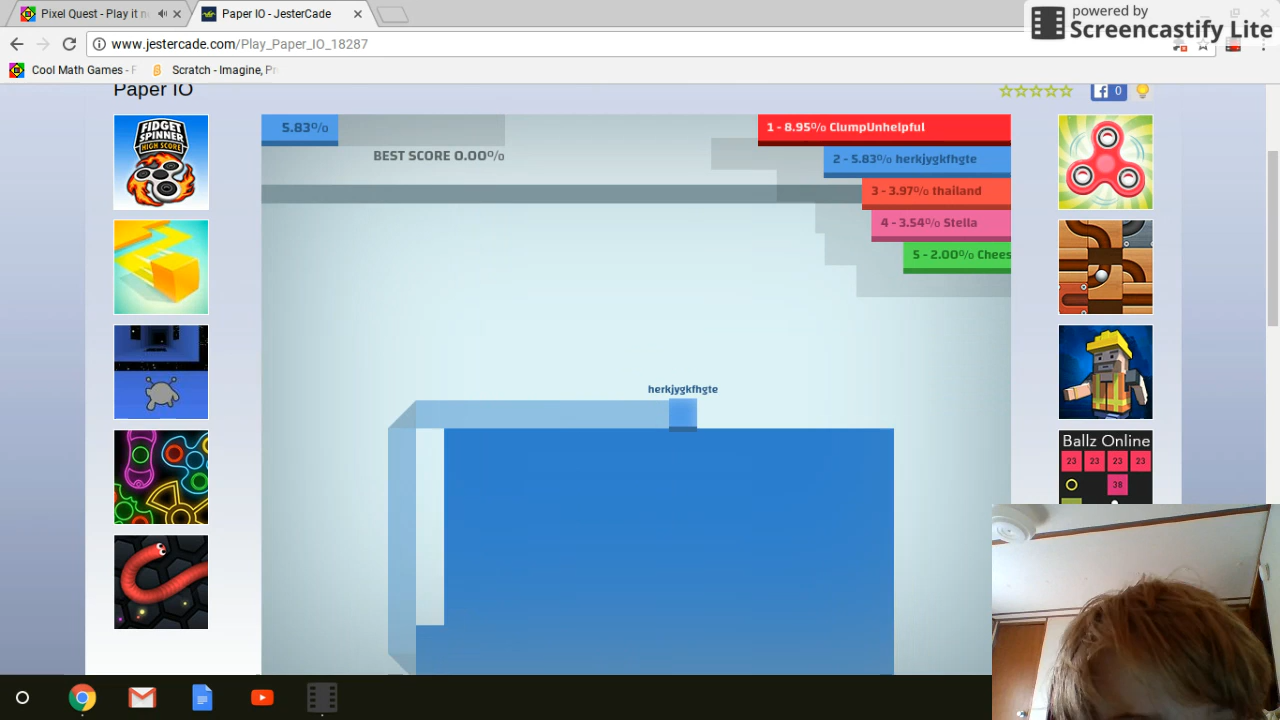 Pixel Quest - Play it n
Paper IO - JesterCade
powered by
Screencastify Lite
www.jestercade.com/Play_Paper_IO_18287
Cool Math Games - F
Scratch - Imagine, Pr
Paper IO
0
FIDGET
SPINNER
HIGH SCORE
5.83%
BEST SCORE 0.00%
1 - 8.95% ClumpUnhelpful
2 - 5.83% herkjygkfhgte
3 - 3.97% thailand
4 - 3.54% Stella
5 - 2.00% Chees
herkjygkfhgte
Ballz Online
23 23 23 23
38